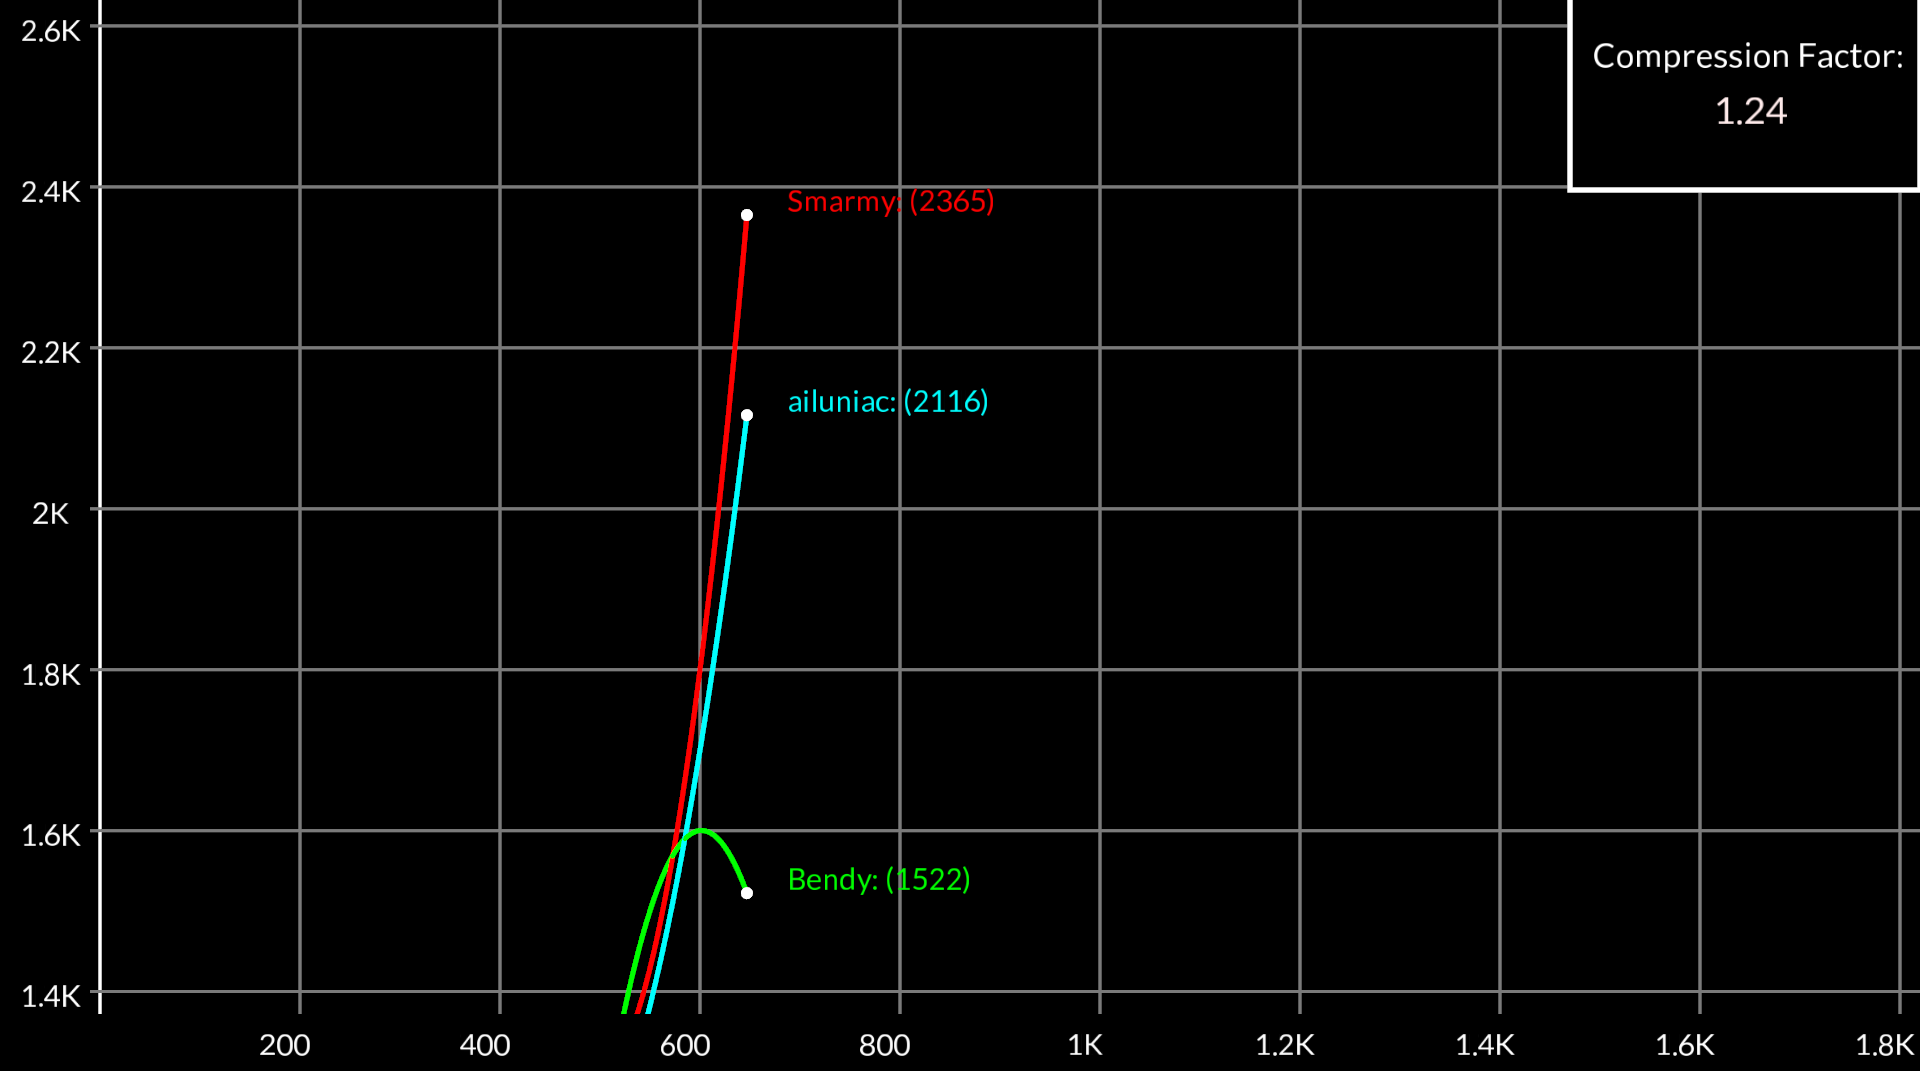 2.6K
Compression Factor:
1.24
2.4K
Smarmy: (2365)
2.2K
ailuniac: (2116)
2K
1.8K
1.6K
Bendy: (1522)
1.4K
200 400 600 800 1K 1.2K 1.4K 1.6K 1.8K